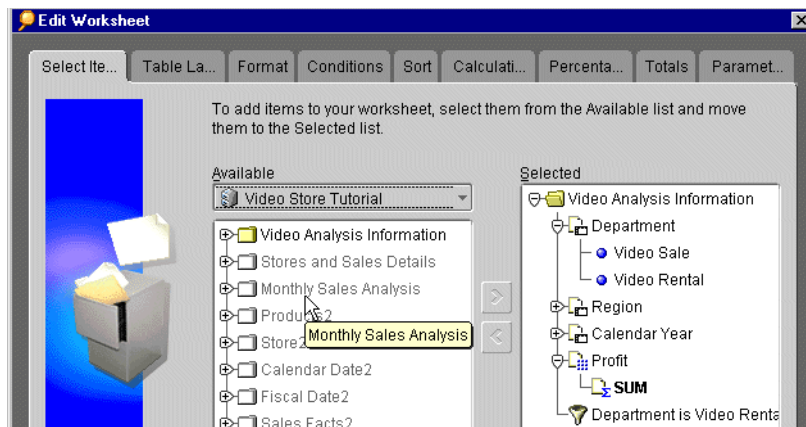 Edit Worksheet
Select Ite... Table La... Format Conditions Sort Calculati... Percenta... Totals Paramet...
To add items to your worksheet, select them from the Available list and move
them to the Selected list.
Available
Video Store Tutorial
Video Analysis Information
Stores and Sales Details
Monthly Sales Analysis
Monthly Sales Analysis
Calendar Date2
Fiscal Date2
Sales Facts2
Selected
Video Analysis Information
Department
Video Sale
Video Rental
Region
Calendar Year
Profit
SUM
Department is Video Renta